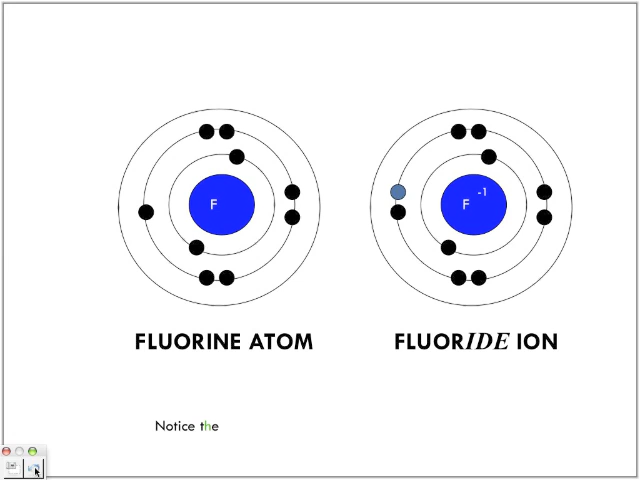 F
F -1
FLUORINE ATOM
FLUORIDE ION
Notice the